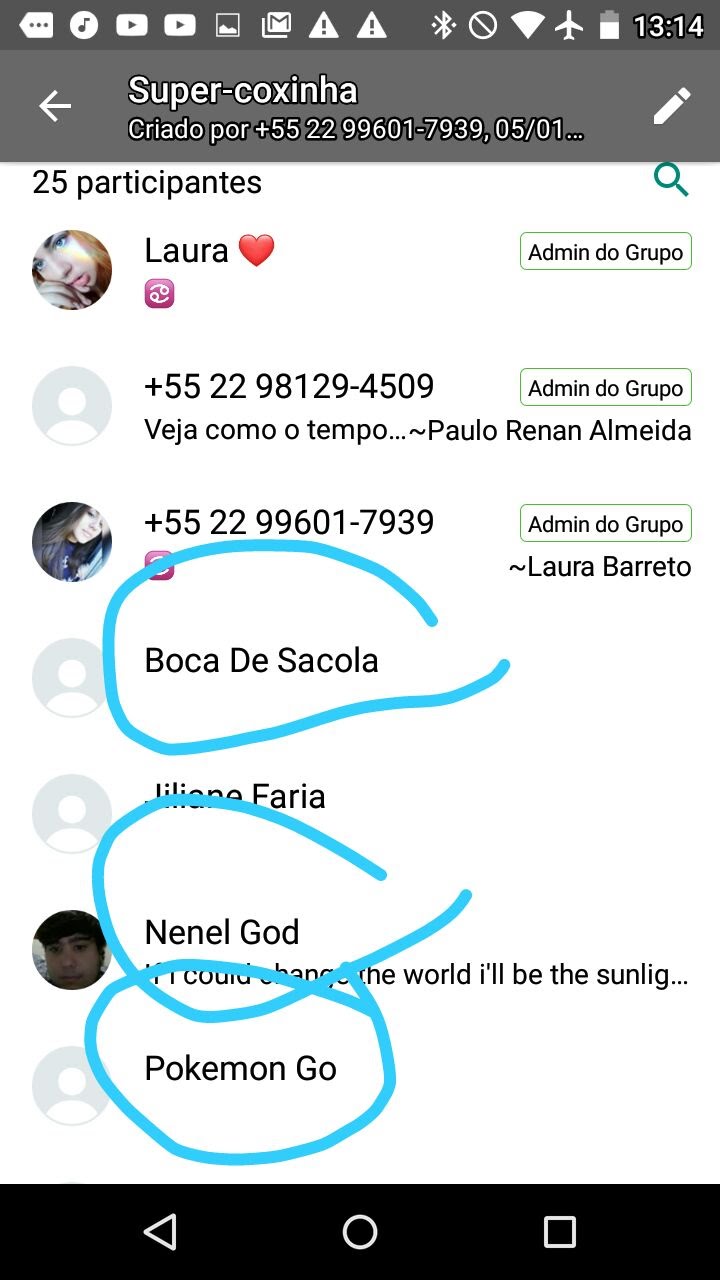 13:14
Super-coxinha
Criado por +55 22 99601-7939, 05/01...
25 participantes
Laura ❤️ Admin do Grupo
♋
+55 22 98129-4509 Admin do Grupo
Veja como o tempo...~Paulo Renan Almeida
+55 22 99601-7939 Admin do Grupo
♋ ~Laura Barreto
Boca De Sacola
Jiliane Faria
Nenel God
If I could change the world i'll be the sunlig...
Pokemon Go